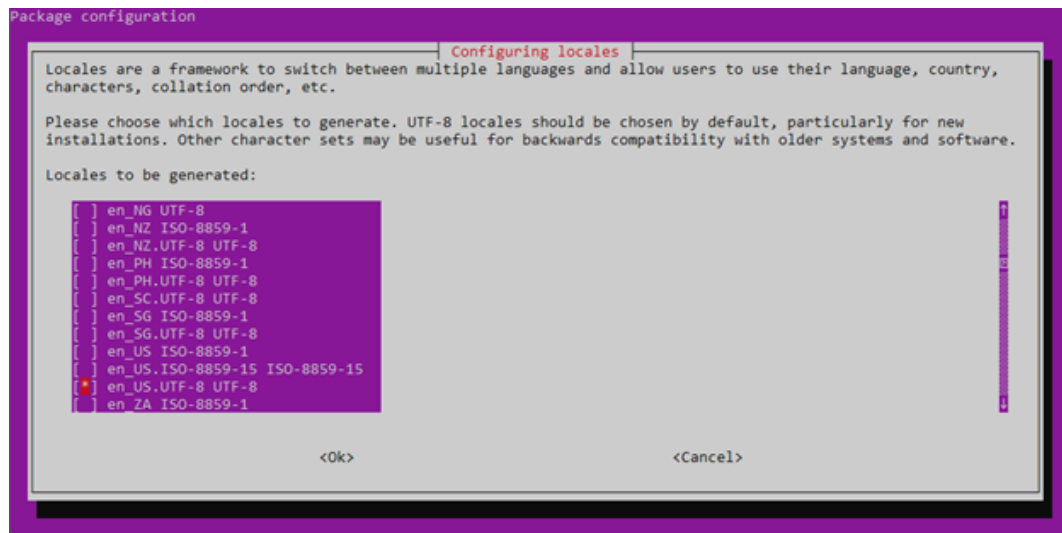 Package configuration
Configuring locales
Locales are a framework to switch between multiple languages and allow users to use their language, country,
characters, collation order, etc.
Please choose which locales to generate. UTF-8 locales should be chosen by default, particularly for new
installations. Other character sets may be useful for backwards compatibility with older systems and software.
Locales to be generated:
[ ] en_NG UTF-8
[ ] en_NZ ISO-8859-1
[ ] en_NZ.UTF-8 UTF-8
[ ] en_PH ISO-8859-1
[ ] en_PH.UTF-8 UTF-8
[ ] en_SC.UTF-8 UTF-8
[ ] en_SG ISO-8859-1
[ ] en_SG.UTF-8 UTF-8
[ ] en_US ISO-8859-1
[ ] en_US.ISO-8859-15 ISO-8859-15
[*] en_US.UTF-8 UTF-8
[ ] en_ZA ISO-8859-1
<Ok> <Cancel>